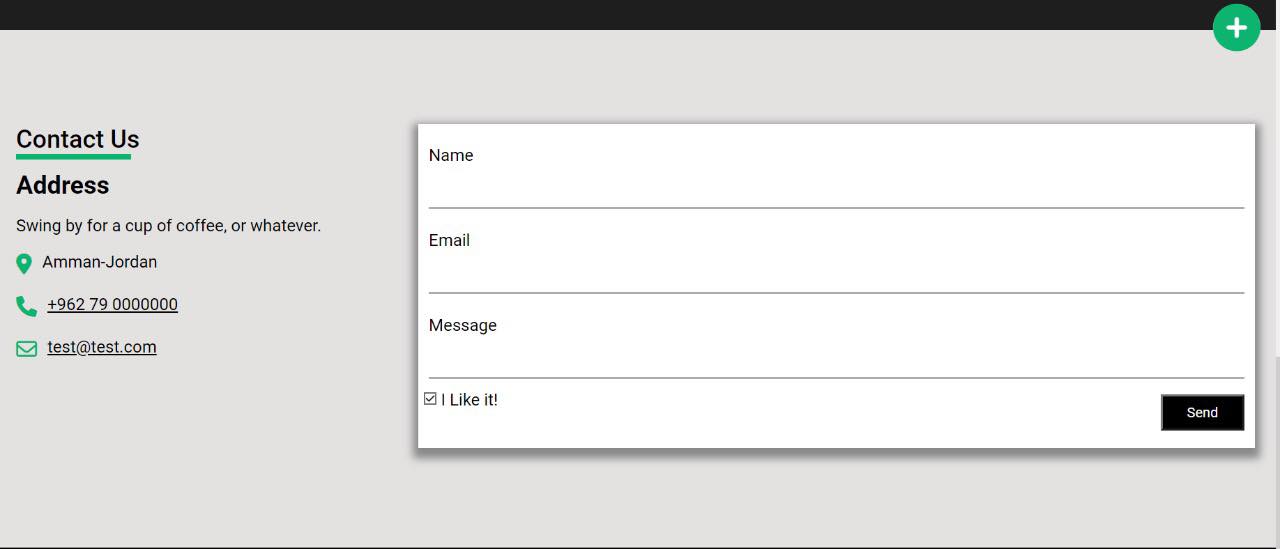 Contact Us
Address
Swing by for a cup of coffee, or whatever.
Amman-Jordan
+962 79 0000000
test@test.com
Name
Email
Message
I Like it!
Send